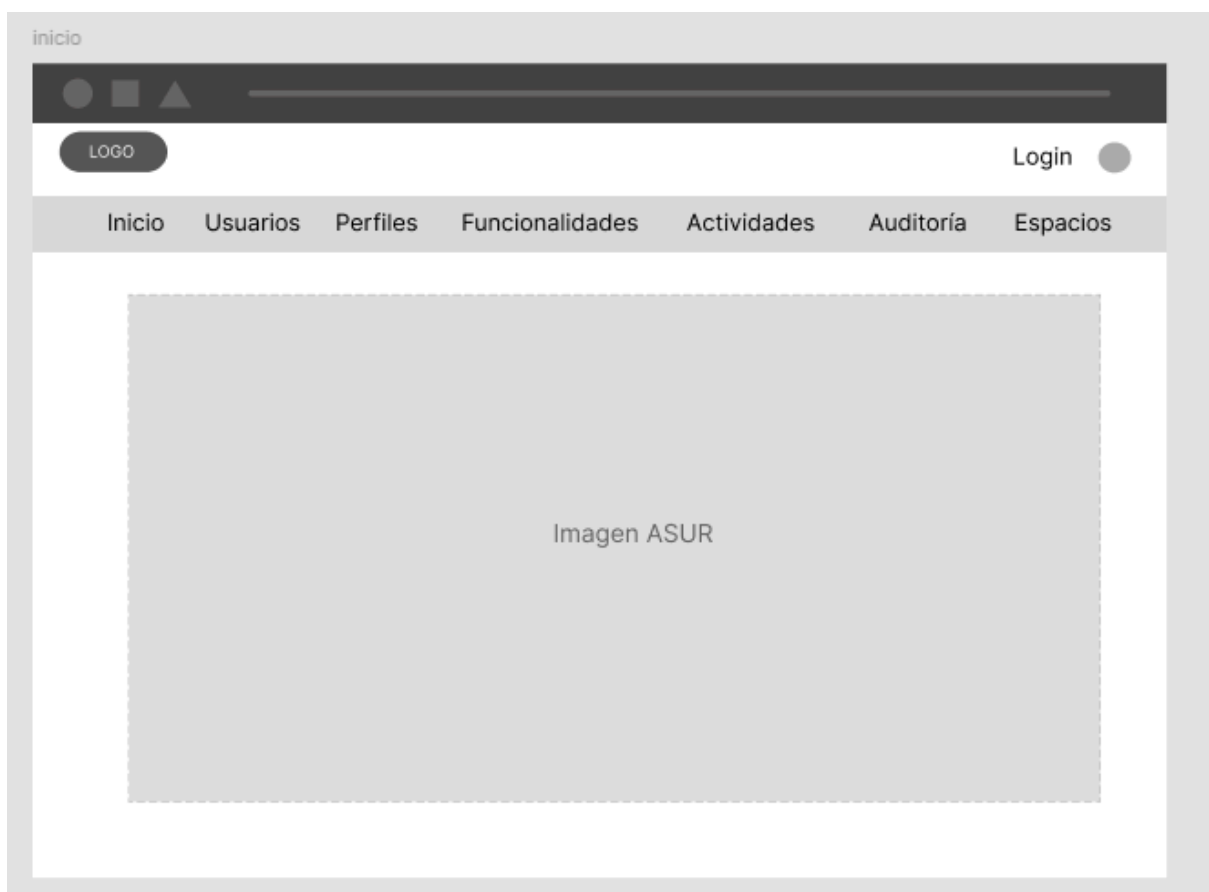 inicio
LOGO
Login
Inicio Usuarios Perfiles Funcionalidades Actividades Auditoría Espacios
Imagen ASUR